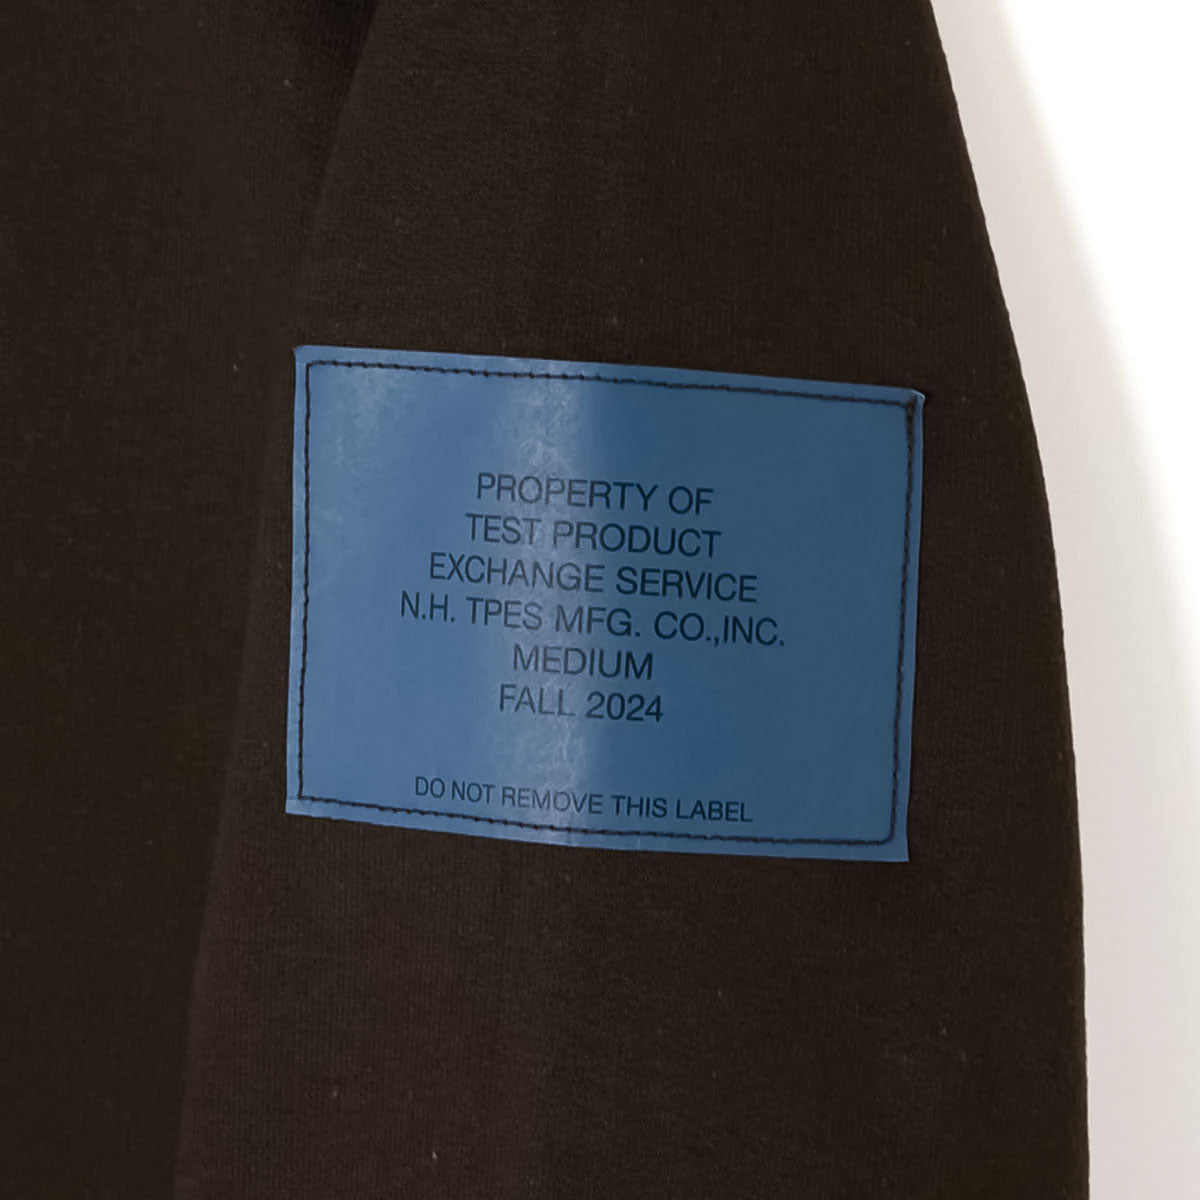 PROPERTY OF
TEST PRODUCT
EXCHANGE SERVICE
N.H. TPES MFG. CO.,INC.
MEDIUM
FALL 2024
DO NOT REMOVE THIS LABEL